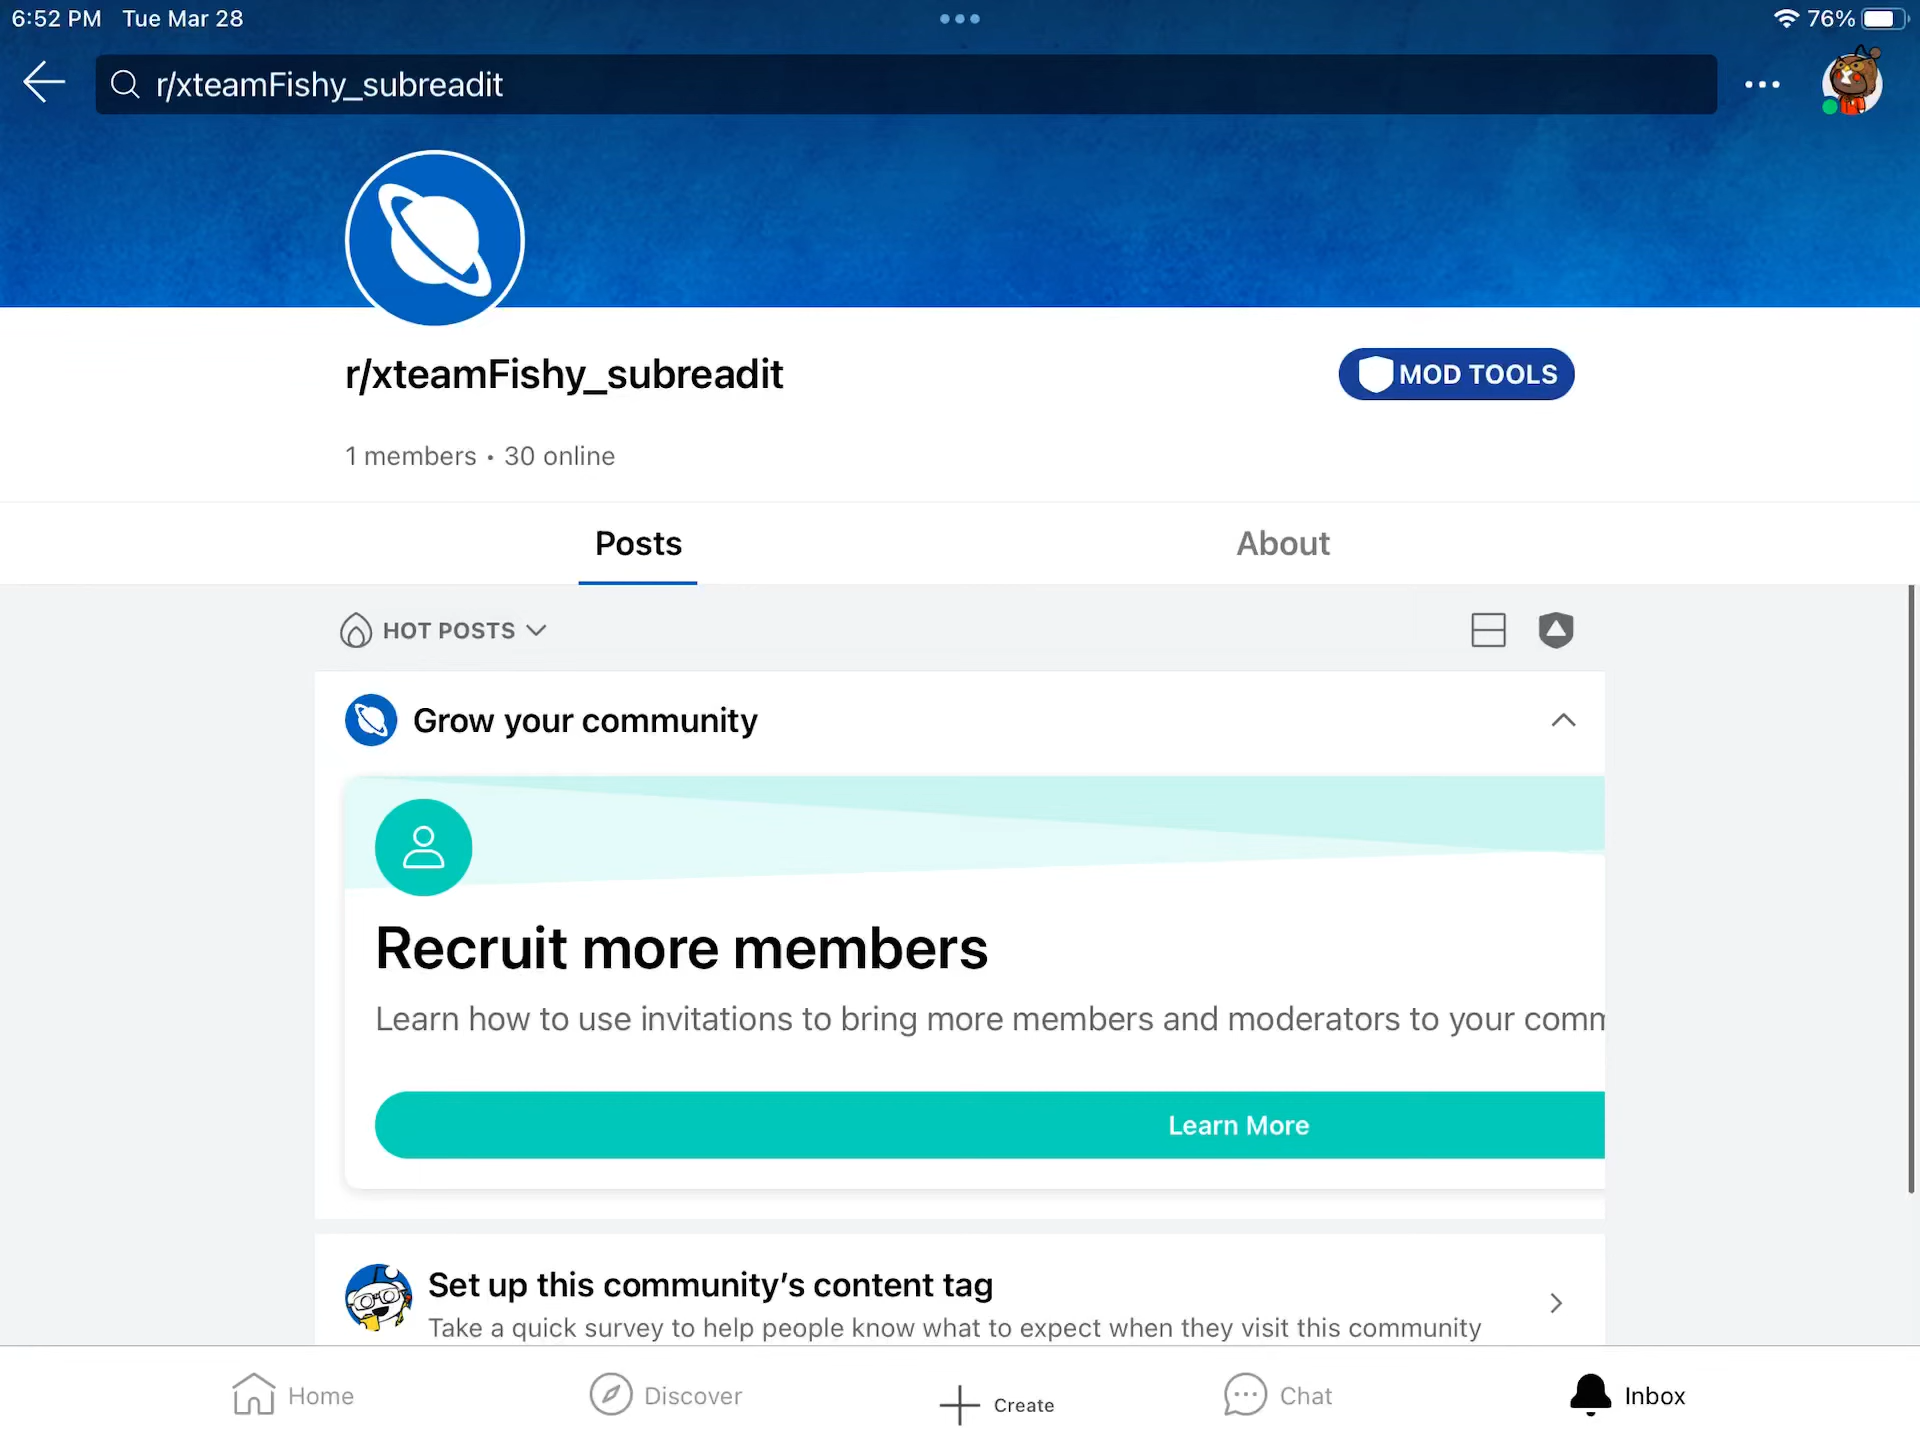 6:52 PM Tue Mar 28
76%
r/xteamFishy_subreadit
r/xteamFishy_subreadit
MOD TOOLS
1 members • 30 online
Posts
About
HOT POSTS
Grow your community
Recruit more members
Learn how to use invitations to bring more members and moderators to your comm
Learn More
Set up this community's content tag
Take a quick survey to help people know what to expect when they visit this community
Home
Discover
Create
Chat
Inbox